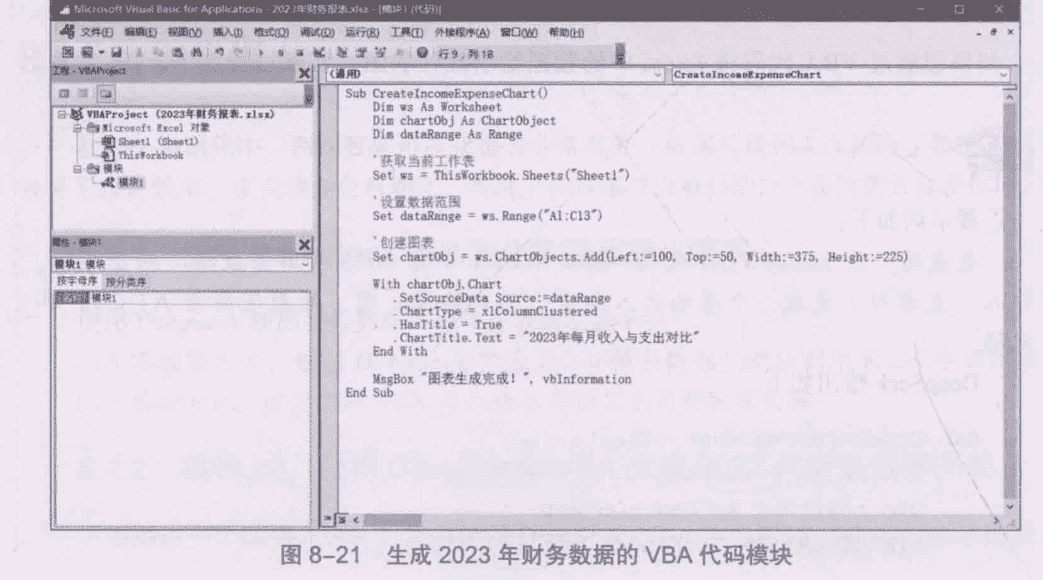 Microsoft Visual Basic for Applications - 2023年财务报表.xlsx - [模块1 (代码)]
文件(F) 编辑(E) 视图(V) 插入(I) 格式(O) 调试(D) 运行(R) 工具(T) 外接程序(A) 窗口(W) 帮助(H)
行 9 , 列 18
工程 - VBAProject
(通用)
CreateIncomeExpenseChart
VBAProject (2023年财务报表.xlsx)
Microsoft Excel 对象
Sheet1 (Sheet1)
ThisWorkbook
模块
模块1
属性 - 模块1
模块1 模块
按字母序 按分类序
(名称) 模块1
Sub CreateIncomeExpenseChart()
Dim ws As Worksheet
Dim chartObj As ChartObject
Dim dataRange As Range
'获取当前工作表
Set ws = ThisWorkbook.Sheets("Sheet1")
'设置数据范围
Set dataRange = ws.Range("A1:C13")
'创建图表
Set chartObj = ws.ChartObjects.Add(Left:=100, Top:=50, Width:=375, Height:=225)
With chartObj.Chart
.SetSourceData Source:=dataRange
.ChartType = xlColumnClustered
.HasTitle = True
.ChartTitle.Text = "2023年每月收入与支出对比"
End With
MsgBox "图表生成完成！", vbInformation
End Sub
图 8-21 生成 2023 年财务数据的 VBA 代码模块